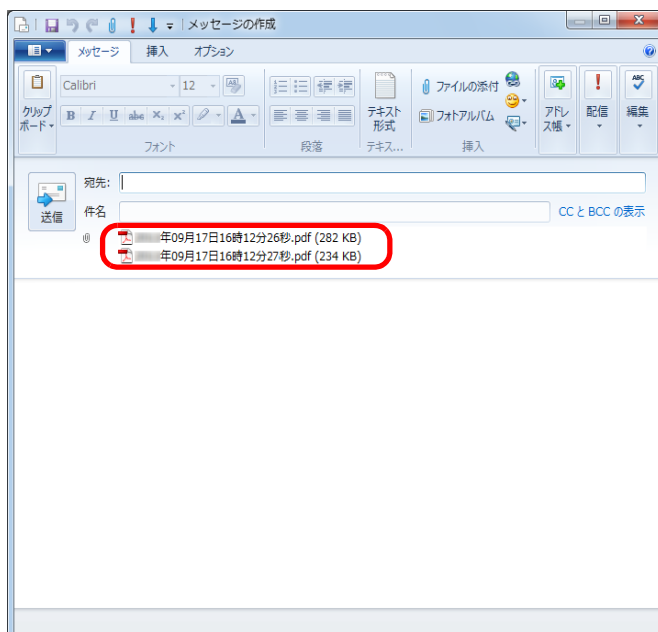 メッセージの作成
メッセージ 挿入 オプション
クリップボード
Calibri 12
B I U abc X₂ X² A
フォント
段落
テキスト形式
テキス...
ファイルの添付
フォトアルバム
挿入
アドレス帳
配信
ABC
編集
送信
宛先:
件名
CC と BCC の表示
年09月17日16時12分26秒.pdf (282 KB)
年09月17日16時12分27秒.pdf (234 KB)